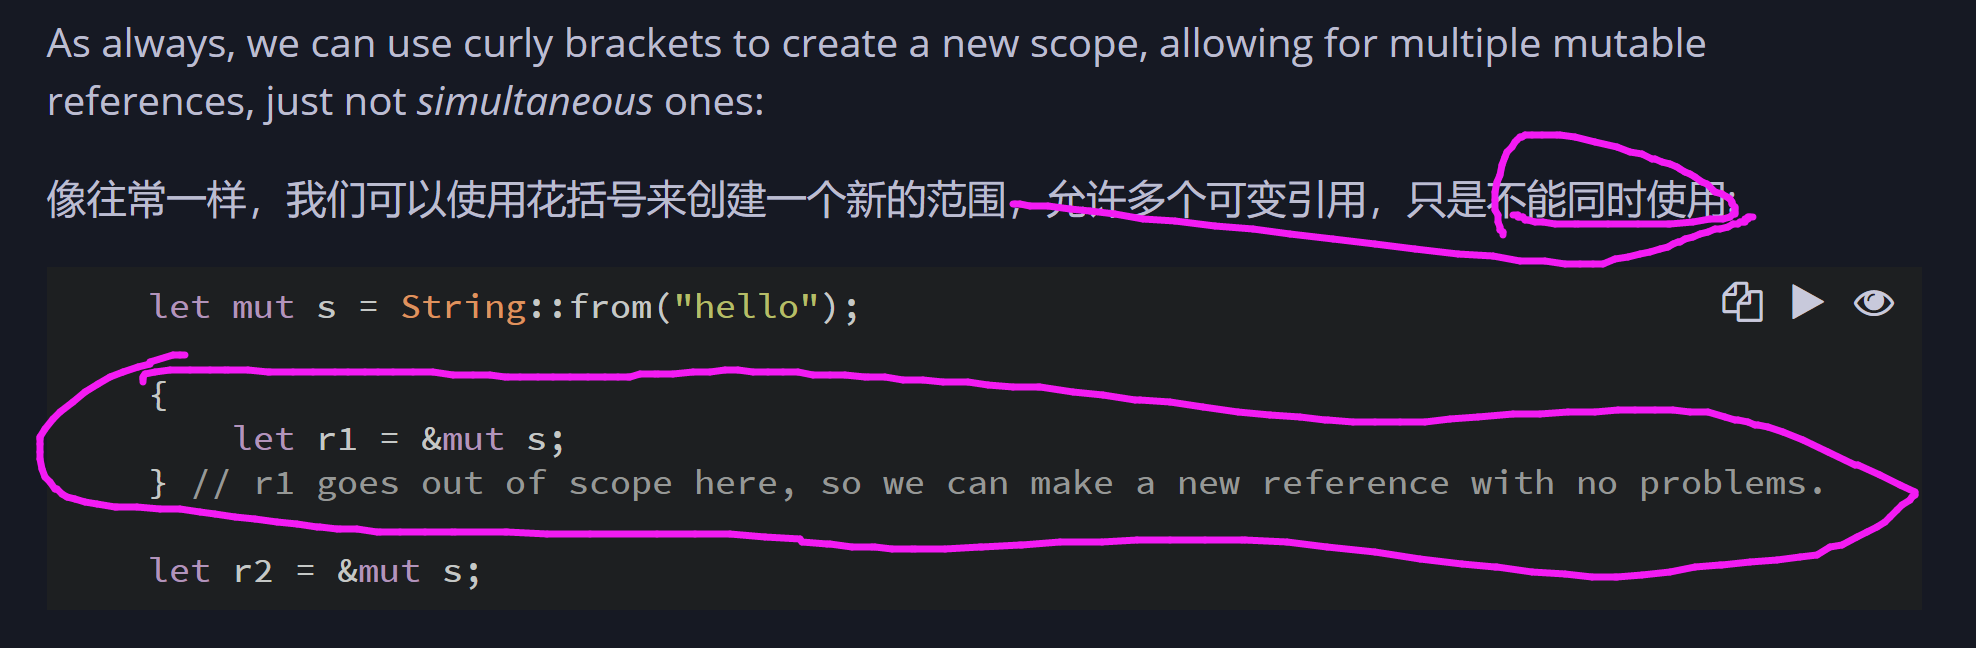 As always, we can use curly brackets to create a new scope, allowing for multiple mutable
references, just not simultaneous ones:
像往常一样，我们可以使用花括号来创建一个新的范围，允许多个可变引用，只是不能同时使用:
let mut s = String::from("hello");
{
let r1 = &mut s;
} // r1 goes out of scope here, so we can make a new reference with no problems.
let r2 = &mut s;